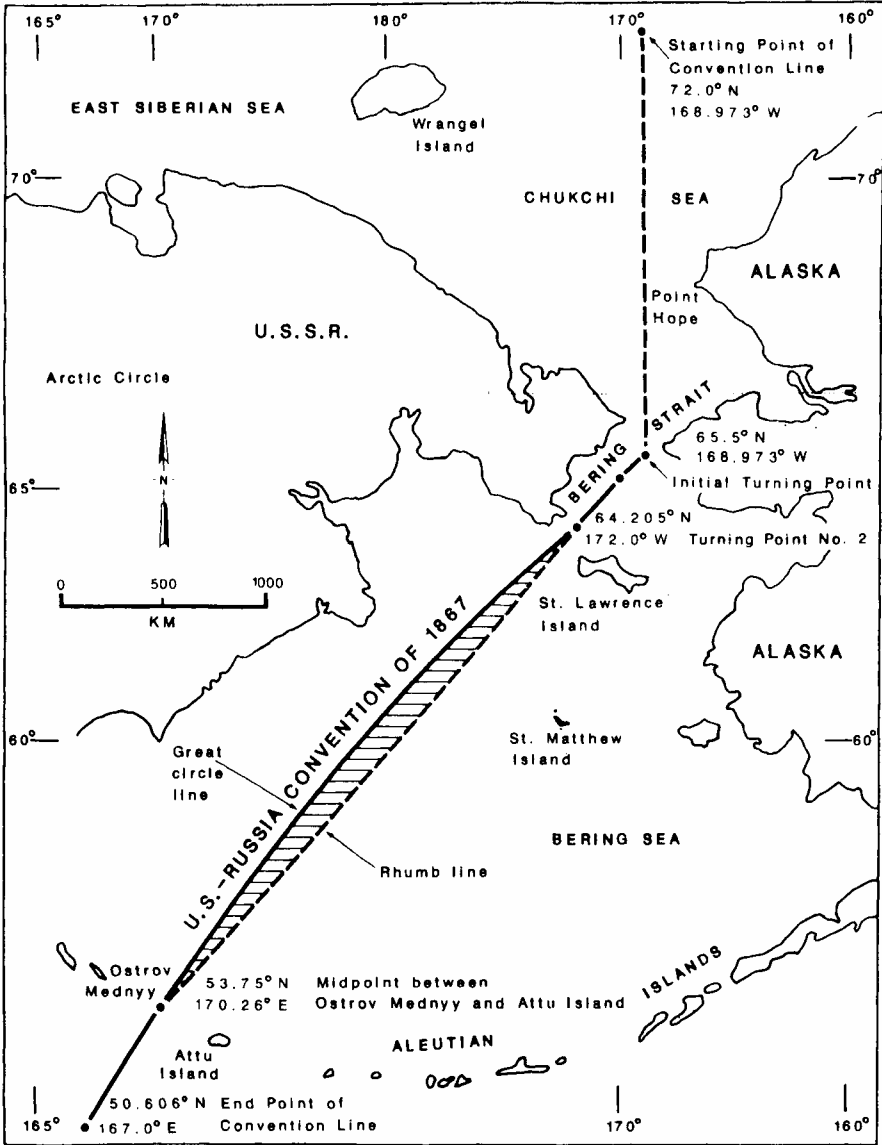 165° 170° 180° 170° 160°
Starting Point of
Convention Line
72.0° N
168.973° W
EAST SIBERIAN SEA
Wrangel
Island
70° 70°
CHUKCHI SEA
ALASKA
Point
Hope
U.S.S.R.
Arctic Circle
BERING STRAIT
65.5° N
168.973° W
Initial Turning Point
N
65°
64.205° N
172.0° W Turning Point No. 2
0 500 1000
KM
St. Lawrence
Island
ALASKA
U.S.-RUSSIA CONVENTION OF 1867
60° 60°
St. Matthew
Island
Great
circle
line
BERING SEA
Rhumb line
Ostrov
Mednyy
53.75° N Midpoint between
170.26° E Ostrov Mednyy and Attu Island
ALEUTIAN ISLANDS
Attu
Island
50.606° N End Point of
167.0° E Convention Line
165° 170° 160°